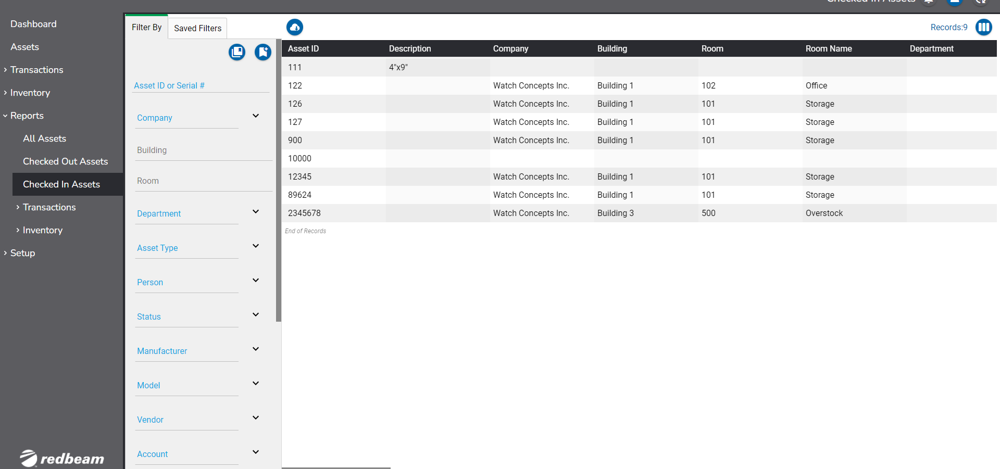 Checked In Assets
Dashboard
Assets
Transactions
Inventory
Reports
All Assets
Checked Out Assets
Checked In Assets
Transactions
Inventory
Setup
redbeam
Filter By
Saved Filters
Asset ID or Serial #
Company
Building
Room
Department
Asset Type
Person
Status
Manufacturer
Model
Vendor
Account
Records:9
Asset ID Description Company Building Room Room Name Department
111 4"x9"
122 Watch Concepts Inc. Building 1 102 Office
126 Watch Concepts Inc. Building 1 101 Storage
127 Watch Concepts Inc. Building 1 101 Storage
900 Watch Concepts Inc. Building 1 101 Storage
10000
12345 Watch Concepts Inc. Building 1 101 Storage
89624 Watch Concepts Inc. Building 1 101 Storage
2345678 Watch Concepts Inc. Building 3 500 Overstock
End of Records